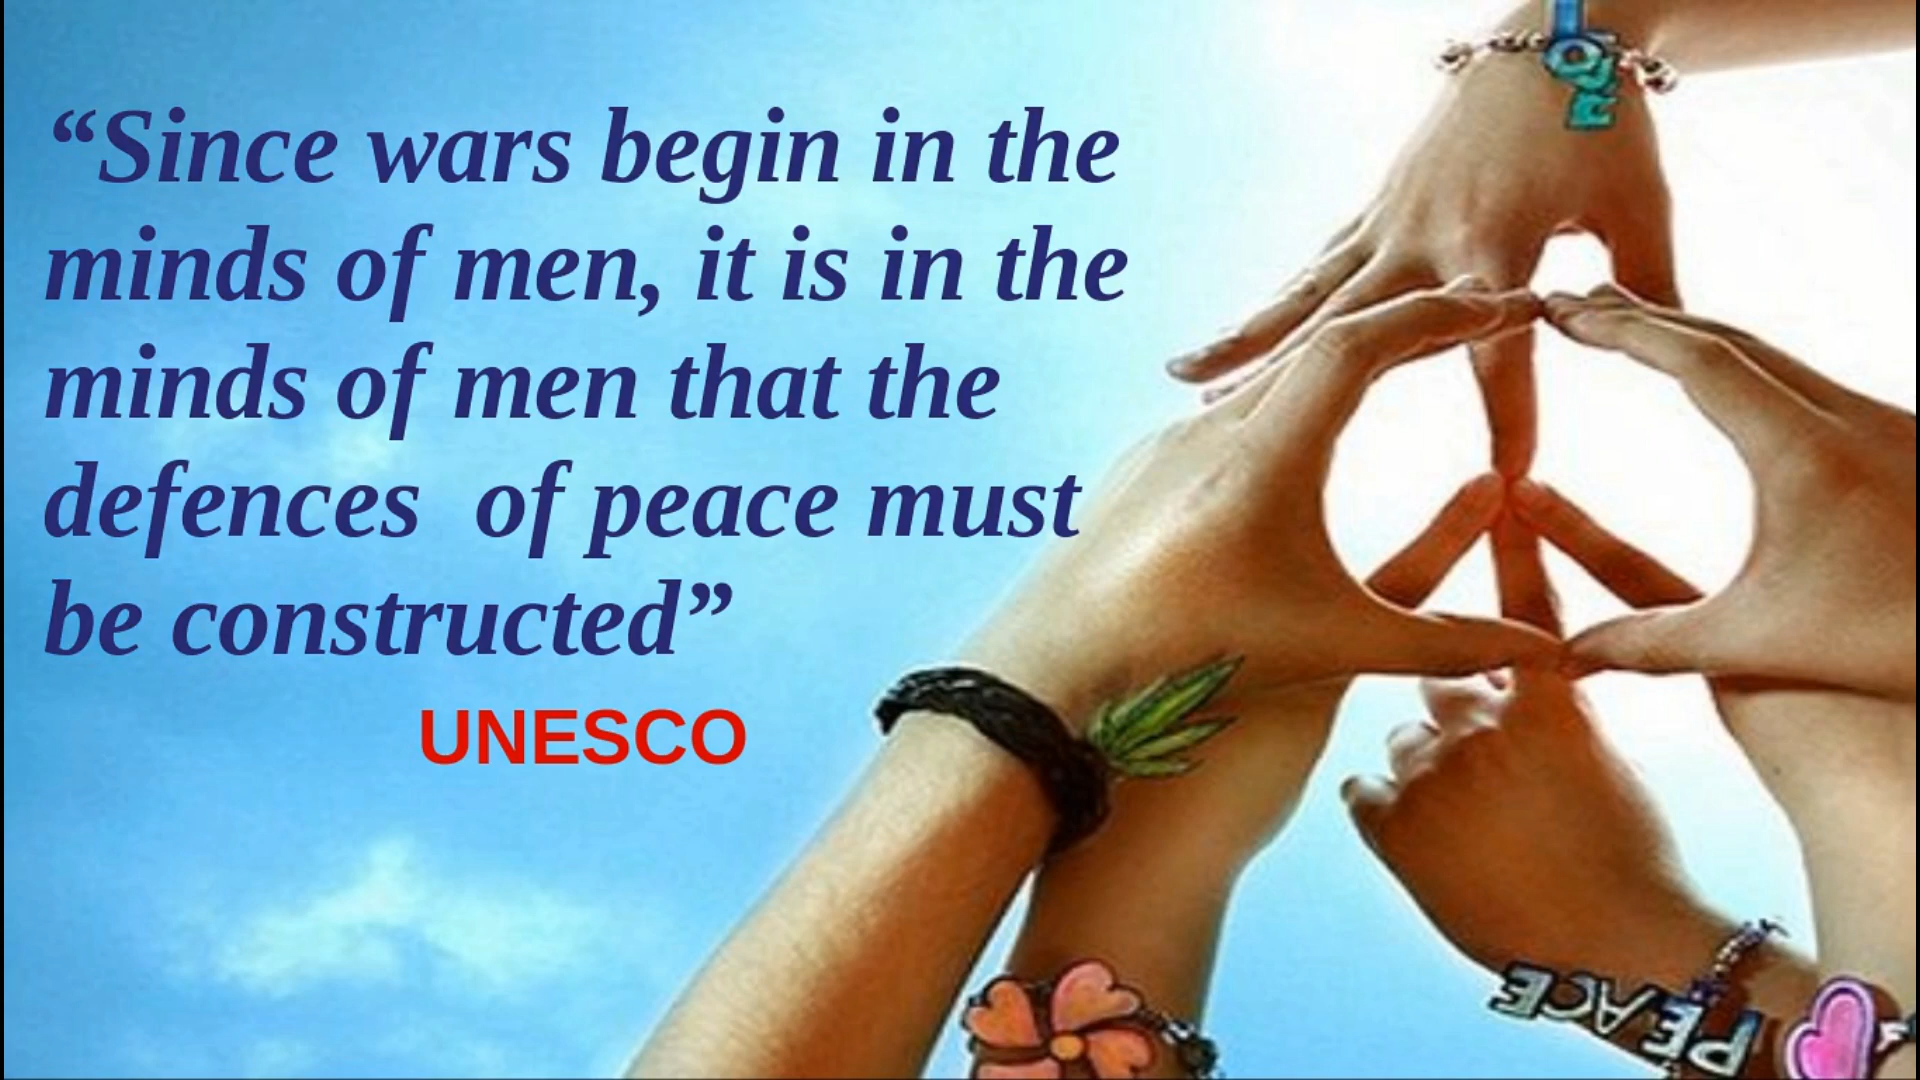 “Since wars begin in the
minds of men, it is in the
minds of men that the
defences  of peace must
be constructed”
UNESCO
LOVE
PEACE